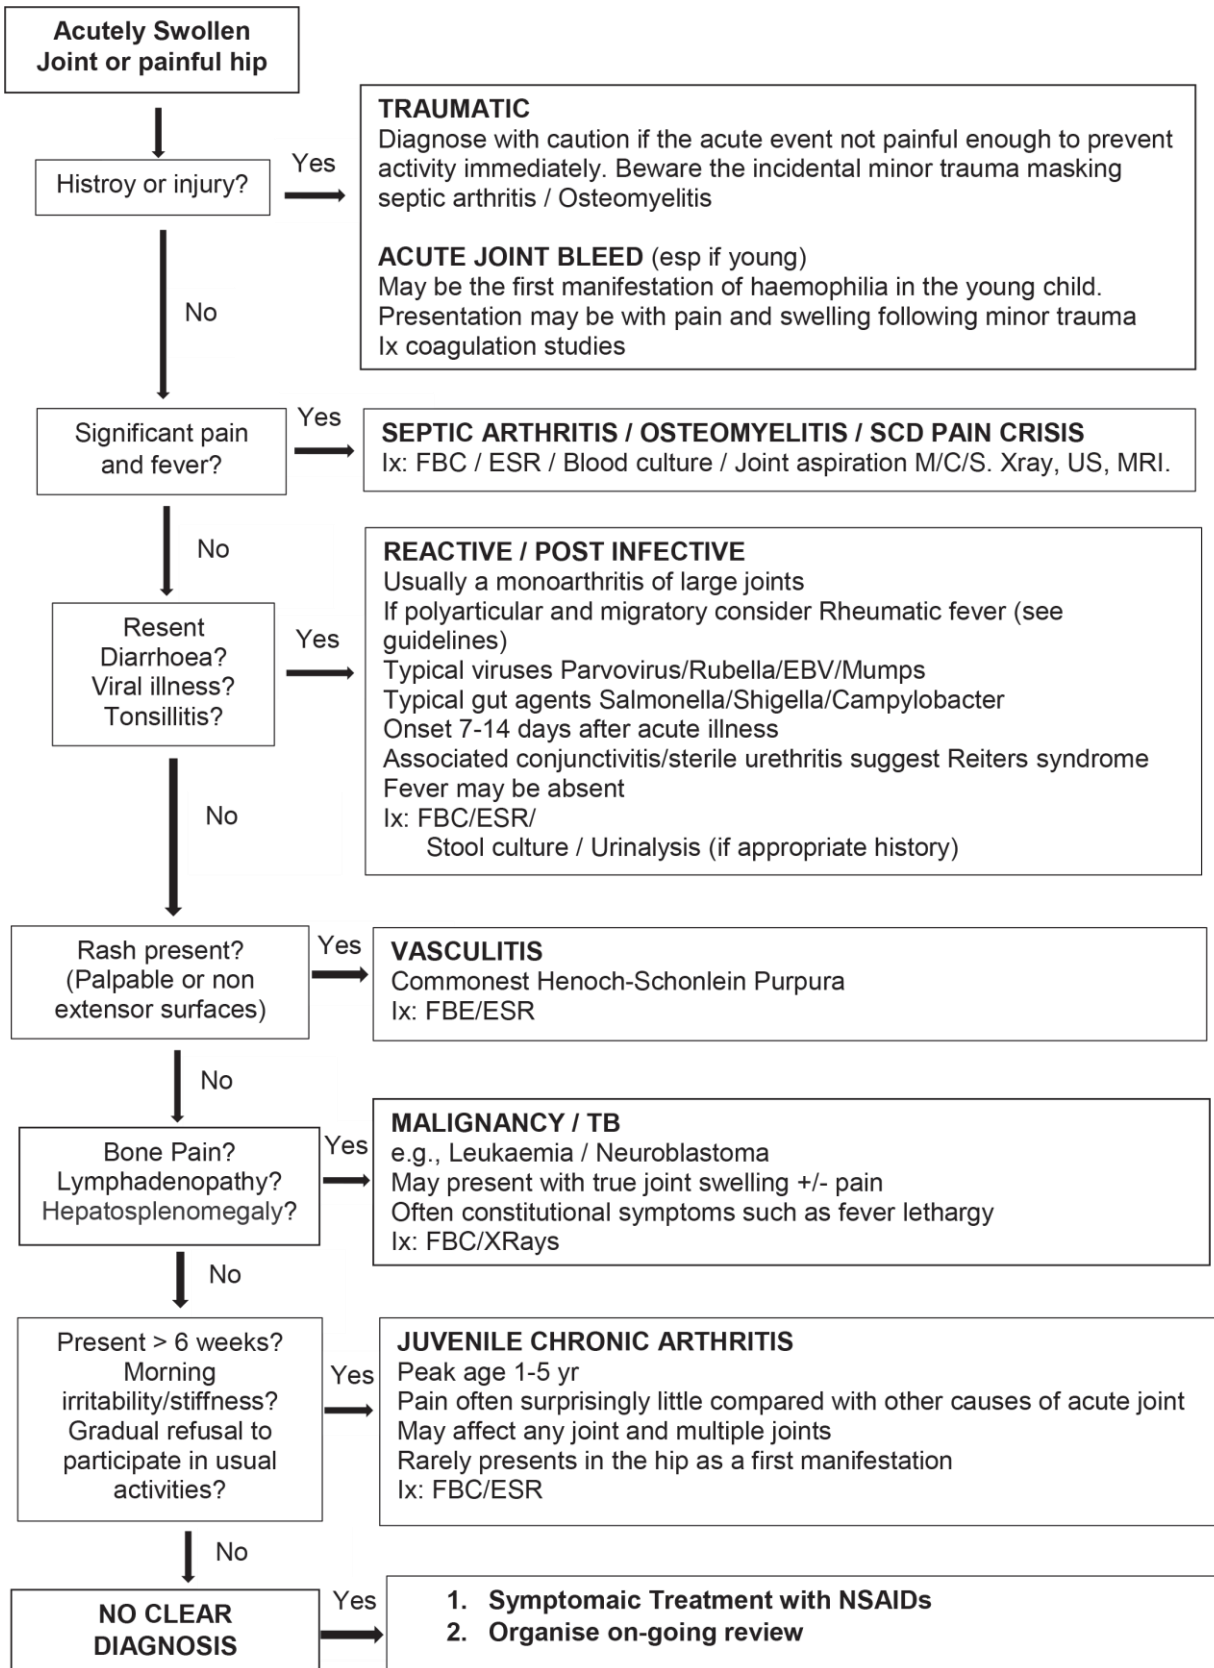 Acutely Swollen
Joint or painful hip
Histroy or injury?
Yes
TRAUMATIC
Diagnose with caution if the acute event not painful enough to prevent
activity immediately. Beware the incidental minor trauma masking
septic arthritis / Osteomyelitis
ACUTE JOINT BLEED (esp if young)
May be the first manifestation of haemophilia in the young child.
Presentation may be with pain and swelling following minor trauma
Ix coagulation studies
No
Significant pain
and fever?
Yes
SEPTIC ARTHRITIS / OSTEOMYELITIS / SCD PAIN CRISIS
Ix: FBC / ESR / Blood culture / Joint aspiration M/C/S. Xray, US, MRI.
No
Resent
Diarrhoea?
Viral illness?
Tonsillitis?
Yes
REACTIVE / POST INFECTIVE
Usually a monoarthritis of large joints
If polyarticular and migratory consider Rheumatic fever (see
guidelines)
Typical viruses Parvovirus/Rubella/EBV/Mumps
Typical gut agents Salmonella/Shigella/Campylobacter
Onset 7-14 days after acute illness
Associated conjunctivitis/sterile urethritis suggest Reiters syndrome
Fever may be absent
Ix: FBC/ESR/
Stool culture / Urinalysis (if appropriate history)
No
Rash present?
(Palpable or non
extensor surfaces)
Yes
VASCULITIS
Commonest Henoch-Schonlein Purpura
Ix: FBE/ESR
No
Bone Pain?
Lymphadenopathy?
Hepatosplenomegaly?
Yes
MALIGNANCY / TB
e.g., Leukaemia / Neuroblastoma
May present with true joint swelling +/- pain
Often constitutional symptoms such as fever lethargy
Ix: FBC/XRays
No
Present > 6 weeks?
Morning
irritability/stiffness?
Gradual refusal to
participate in usual
activities?
Yes
JUVENILE CHRONIC ARTHRITIS
Peak age 1-5 yr
Pain often surprisingly little compared with other causes of acute joint
May affect any joint and multiple joints
Rarely presents in the hip as a first manifestation
Ix: FBC/ESR
No
NO CLEAR
DIAGNOSIS
Yes
1. Symptomaic Treatment with NSAIDs
2. Organise on-going review